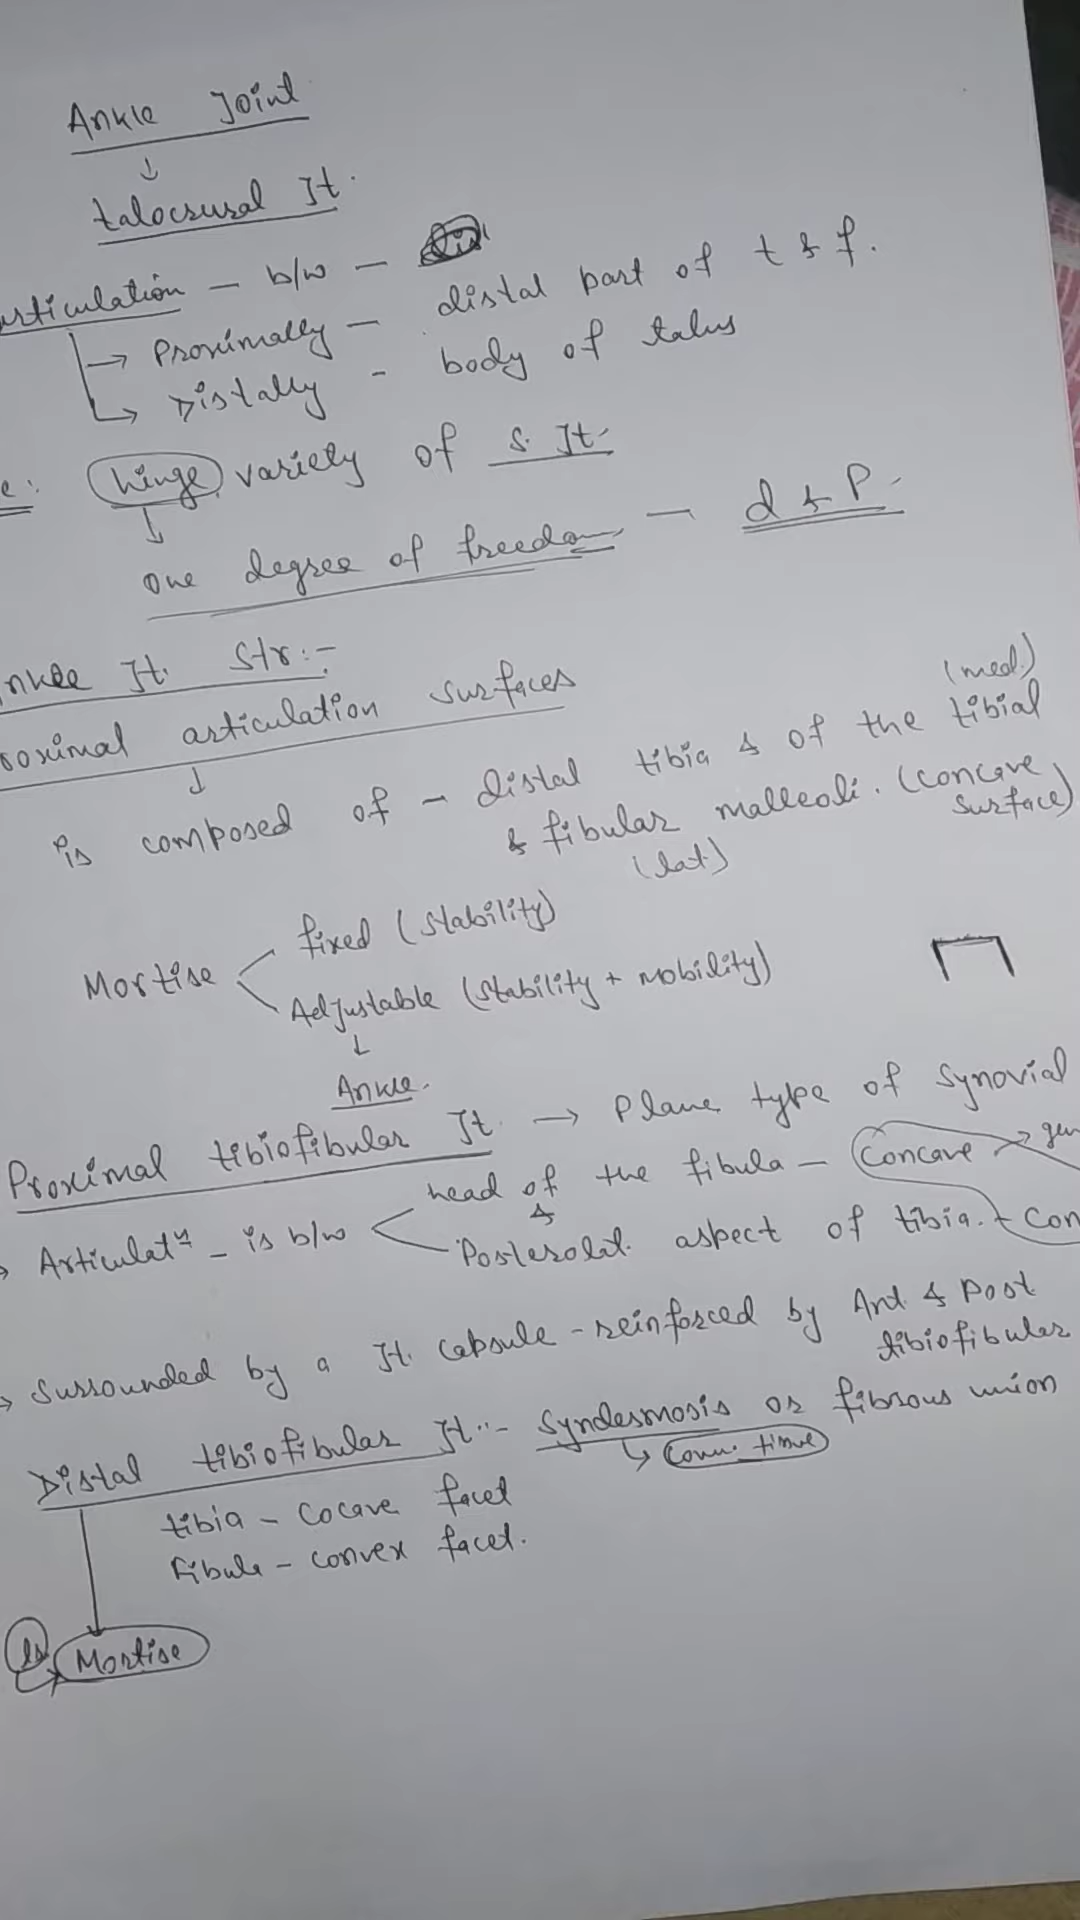 Ankle Joint
talocrural Jt.
articulation - b/w -
Proximally - distal part of t & f.
Distally - body of talus
e: hinge variety of S. Jt.
one degree of freedom - d & P.
nkle Jt. Str:-
roximal articulation surfaces
is composed of - distal tibia & of the tibial (med.)
& fibular malleoli. (concave surface)
(lat.)
Mortise fixed (stability)
Adjustable (stability + mobility)
Ankle.
Proximal tibiofibular Jt. → Plane type of synovial
head of the fibula - Concave → gen
Articulatn - is b/w &
Posterolat. aspect of tibia. Con
→ Surrounded by a Jt. Capsule - reinforced by Ant. & Post
tibiofibular
Distal tibiofibular Jt:- Syndesmosis or fibrous union
tibia - Cocave facet
fibula - convex facet.
Mortise